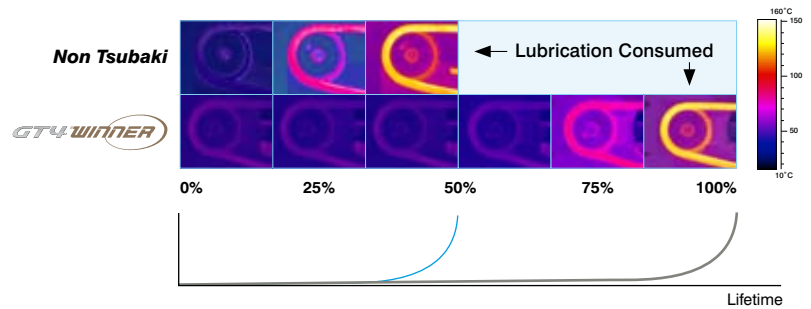 160˚C
150
Non Tsubaki
Lubrication Consumed
100
GT4 WINNER
50
10˚C
0%
25%
50%
75%
100%
Lifetime